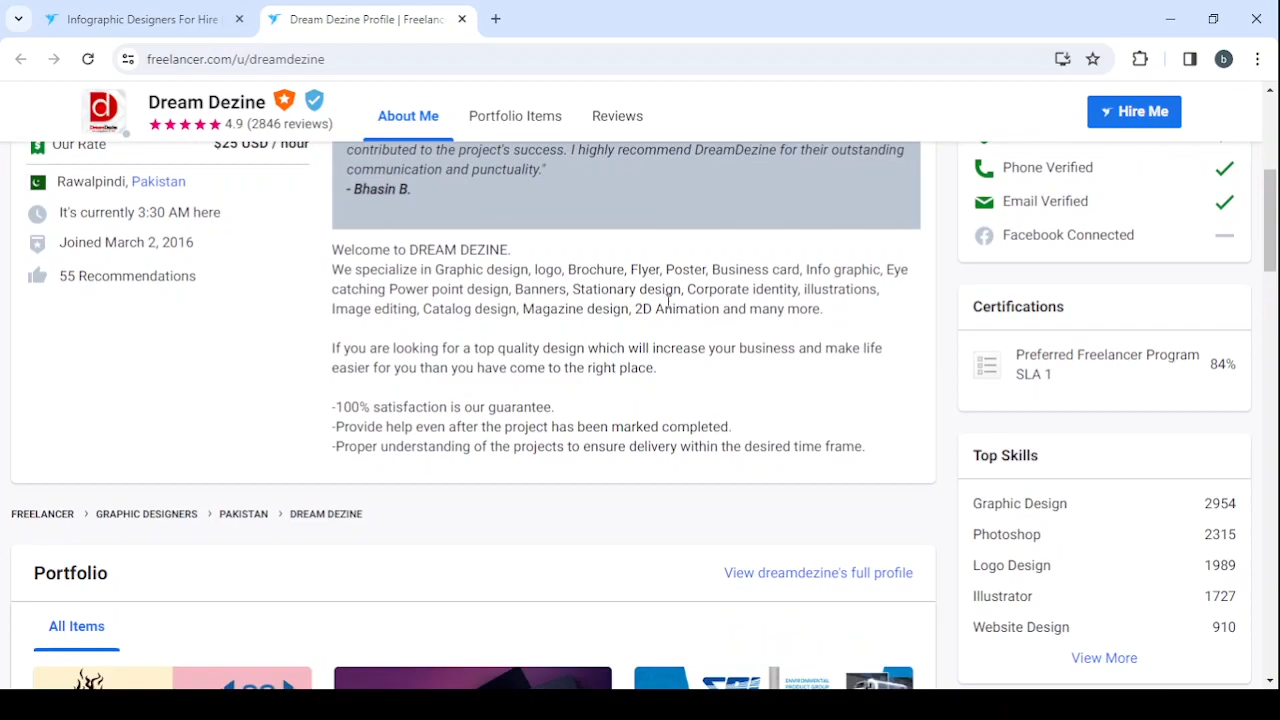 Infographic Designers For Hire
Dream Dezine Profile | Freelanc
freelancer.com/u/dreamdezine
b
Dream Dezine
4.9 (2846 reviews)
About Me
Portfolio Items
Reviews
Hire Me
Our Rate
$25 USD / hour
Rawalpindi, Pakistan
It's currently 3:30 AM here
Joined March 2, 2016
55 Recommendations
contributed to the project's success. I highly recommend DreamDezine for their outstanding
communication and punctuality."
- Bhasin B.
Welcome to DREAM DEZINE.
We specialize in Graphic design, logo, Brochure, Flyer, Poster, Business card, Info graphic, Eye
catching Power point design, Banners, Stationary design, Corporate identity, illustrations,
Image editing, Catalog design, Magazine design, 2D Animation and many more.
If you are looking for a top quality design which will increase your business and make life
easier for you than you have come to the right place.
-100% satisfaction is our guarantee.
-Provide help even after the project has been marked completed.
-Proper understanding of the projects to ensure delivery within the desired time frame.
Phone Verified
Email Verified
Facebook Connected
Certifications
Preferred Freelancer Program
SLA 1
84%
Top Skills
Graphic Design 2954
Photoshop 2315
Logo Design 1989
Illustrator 1727
Website Design 910
View More
FREELANCER > GRAPHIC DESIGNERS > PAKISTAN > DREAM DEZINE
Portfolio
View dreamdezine's full profile
All Items
ENVIRONMENTAL
PRODUCT GROUP